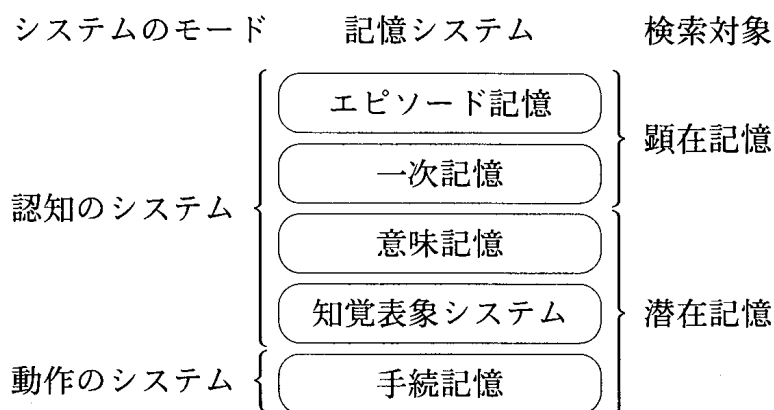 システムのモード 記憶システム 検索対象
エピソード記憶
顕在記憶
一次記憶
認知のシステム
意味記憶
知覚表象システム 潜在記憶
動作のシステム 手続記憶